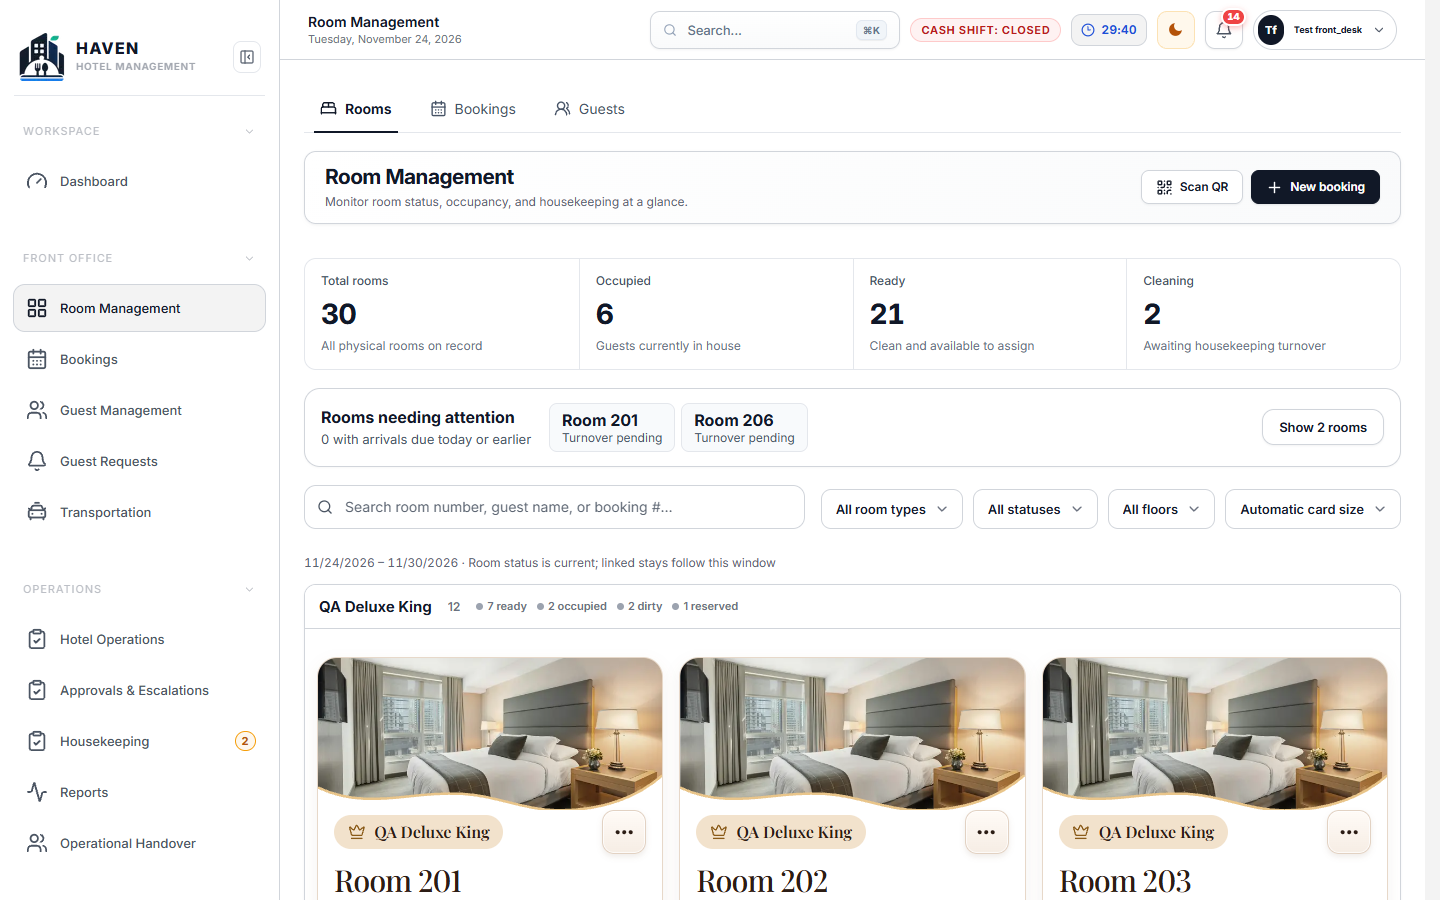 HAVEN
HOTEL MANAGEMENT
WORKSPACE
Dashboard
FRONT OFFICE
Room Management
Bookings
Guest Management
Guest Requests
Transportation
OPERATIONS
Hotel Operations
Approvals & Escalations
Housekeeping 2
Reports
Operational Handover
Room Management
Tuesday, November 24, 2026
Search... ⌘K
CASH SHIFT: CLOSED
29:40
14
Tf Test front_desk
Rooms Bookings Guests
Room Management
Monitor room status, occupancy, and housekeeping at a glance.
Scan QR
New booking
Total rooms
30
All physical rooms on record
Occupied
6
Guests currently in house
Ready
21
Clean and available to assign
Cleaning
2
Awaiting housekeeping turnover
Rooms needing attention
0 with arrivals due today or earlier
Room 201
Turnover pending
Room 206
Turnover pending
Show 2 rooms
Search room number, guest name, or booking #...
All room types
All statuses
All floors
Automatic card size
11/24/2026 – 11/30/2026 · Room status is current; linked stays follow this window
QA Deluxe King 12 7 ready 2 occupied 2 dirty 1 reserved
QA Deluxe King
Room 201
QA Deluxe King
Room 202
QA Deluxe King
Room 203